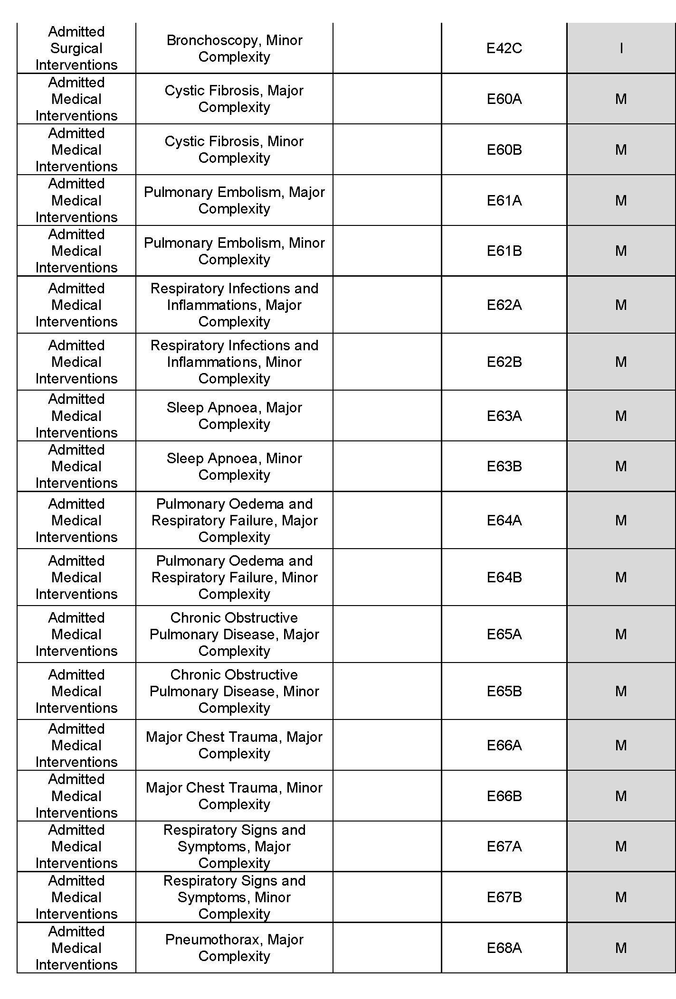 Admitted
Surgical
Interventions
Bronchoscopy, Minor
Complexity
E42C
I
Admitted
Medical
Interventions
Cystic Fibrosis, Major
Complexity
E60A
M
Admitted
Medical
Interventions
Cystic Fibrosis, Minor
Complexity
E60B
M
Admitted
Medical
Interventions
Pulmonary Embolism, Major
Complexity
E61A
M
Admitted
Medical
Interventions
Pulmonary Embolism, Minor
Complexity
E61B
M
Admitted
Medical
Interventions
Respiratory Infections and
Inflammations, Major
Complexity
E62A
M
Admitted
Medical
Interventions
Respiratory Infections and
Inflammations, Minor
Complexity
E62B
M
Admitted
Medical
Interventions
Sleep Apnoea, Major
Complexity
E63A
M
Admitted
Medical
Interventions
Sleep Apnoea, Minor
Complexity
E63B
M
Admitted
Medical
Interventions
Pulmonary Oedema and
Respiratory Failure, Major
Complexity
E64A
M
Admitted
Medical
Interventions
Pulmonary Oedema and
Respiratory Failure, Minor
Complexity
E64B
M
Admitted
Medical
Interventions
Chronic Obstructive
Pulmonary Disease, Major
Complexity
E65A
M
Admitted
Medical
Interventions
Chronic Obstructive
Pulmonary Disease, Minor
Complexity
E65B
M
Admitted
Medical
Interventions
Major Chest Trauma, Major
Complexity
E66A
M
Admitted
Medical
Interventions
Major Chest Trauma, Minor
Complexity
E66B
M
Admitted
Medical
Interventions
Respiratory Signs and
Symptoms, Major
Complexity
E67A
M
Admitted
Medical
Interventions
Respiratory Signs and
Symptoms, Minor
Complexity
E67B
M
Admitted
Medical
Interventions
Pneumothorax, Major
Complexity
E68A
M